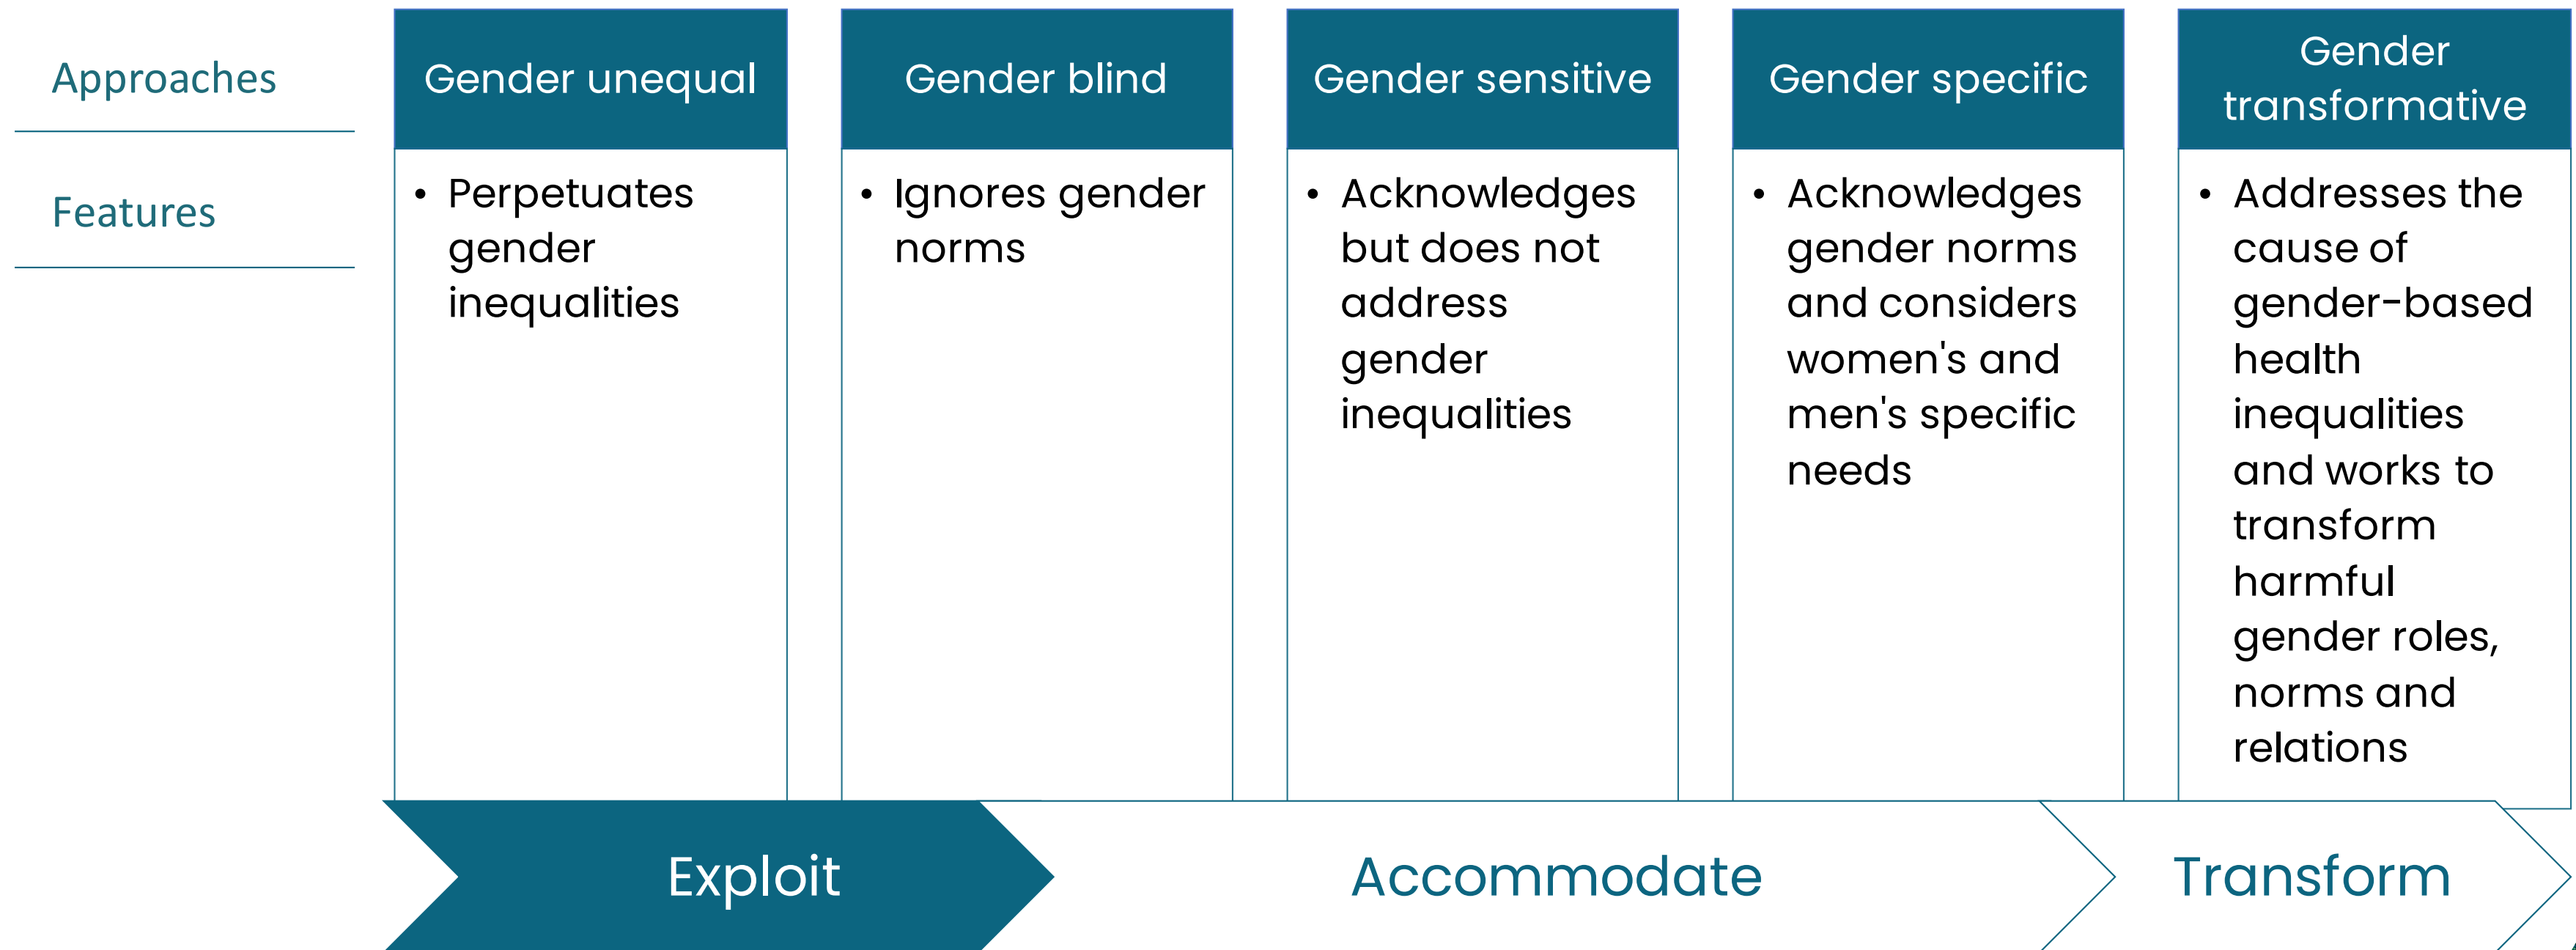 Approaches
Gender unequal
Gender blind
Gender sensitive
Gender specific
Gender
transformative
Features
• Perpetuates
gender
inequalities
• Ignores gender
norms
• Acknowledges
but does not
address
gender
inequalities
• Acknowledges
gender norms
and considers
women's and
men's specific
needs
• Addresses the
cause of
gender-based
health
inequalities
and works to
transform
harmful
gender roles,
norms and
relations
Exploit
Accommodate
Transform